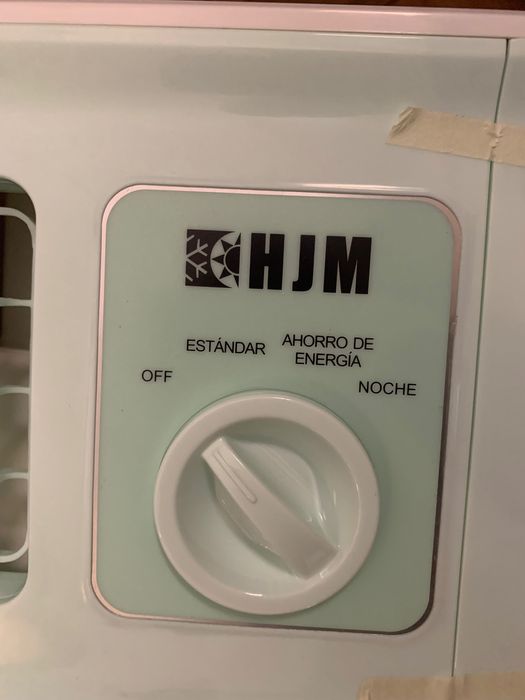 HJM
ESTÁNDAR
AHORRO DE
ENERGÍA
OFF
NOCHE